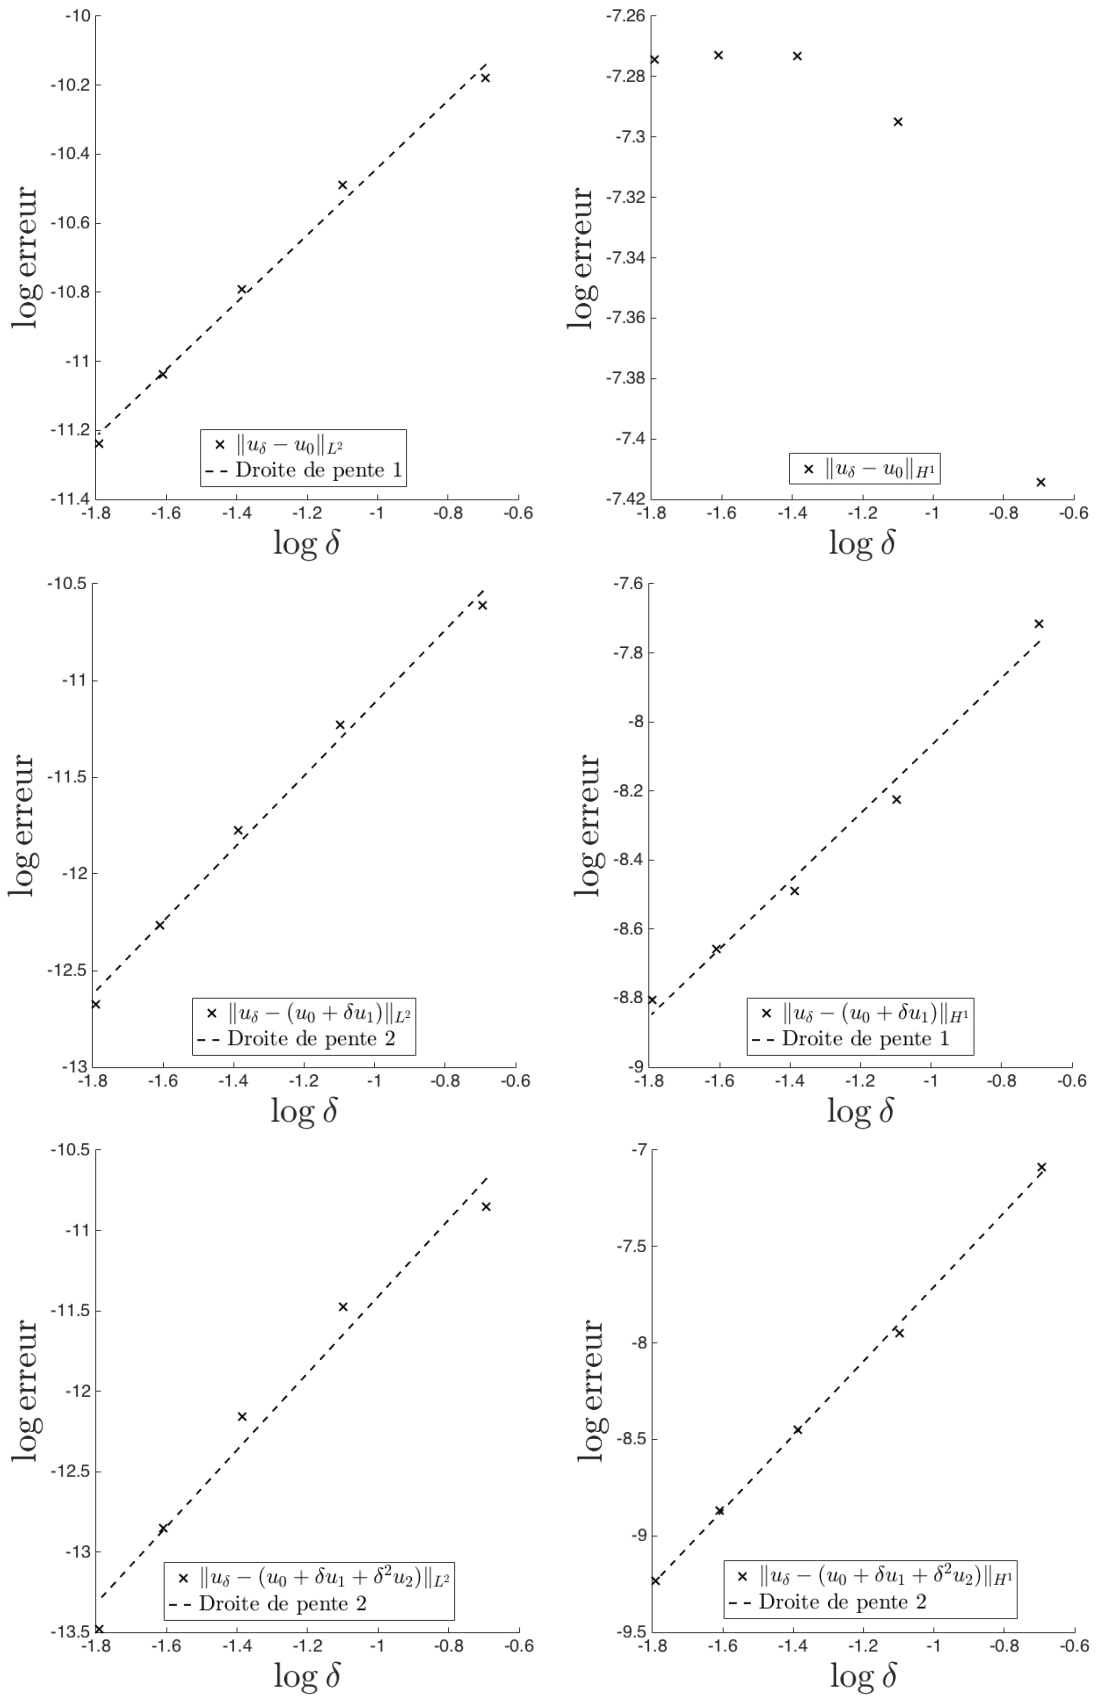 -10
-10.2
-10.4
-10.6
-10.8
-11
-11.2
-11.4
-1.8 -1.6 -1.4 -1.2 -1 -0.8 -0.6
log erreur
log δ
‖u_δ − u_0‖_{L²}
Droite de pente 1
-7.26
-7.28
-7.3
-7.32
-7.34
-7.36
-7.38
-7.4
-7.42
-1.8 -1.6 -1.4 -1.2 -1 -0.8 -0.6
log erreur
log δ
‖u_δ − u_0‖_{H¹}
-10.5
-11
-11.5
-12
-12.5
-13
-1.8 -1.6 -1.4 -1.2 -1 -0.8 -0.6
log erreur
log δ
‖u_δ − (u_0 + δu_1)‖_{L²}
Droite de pente 2
-7.6
-7.8
-8
-8.2
-8.4
-8.6
-8.8
-9
-1.8 -1.6 -1.4 -1.2 -1 -0.8 -0.6
log erreur
log δ
‖u_δ − (u_0 + δu_1)‖_{H¹}
Droite de pente 1
-10.5
-11
-11.5
-12
-12.5
-13
-13.5
-1.8 -1.6 -1.4 -1.2 -1 -0.8 -0.6
log erreur
log δ
‖u_δ − (u_0 + δu_1 + δ²u_2)‖_{L²}
Droite de pente 2
-7
-7.5
-8
-8.5
-9
-9.5
-1.8 -1.6 -1.4 -1.2 -1 -0.8 -0.6
log erreur
log δ
‖u_δ − (u_0 + δu_1 + δ²u_2)‖_{H¹}
Droite de pente 2